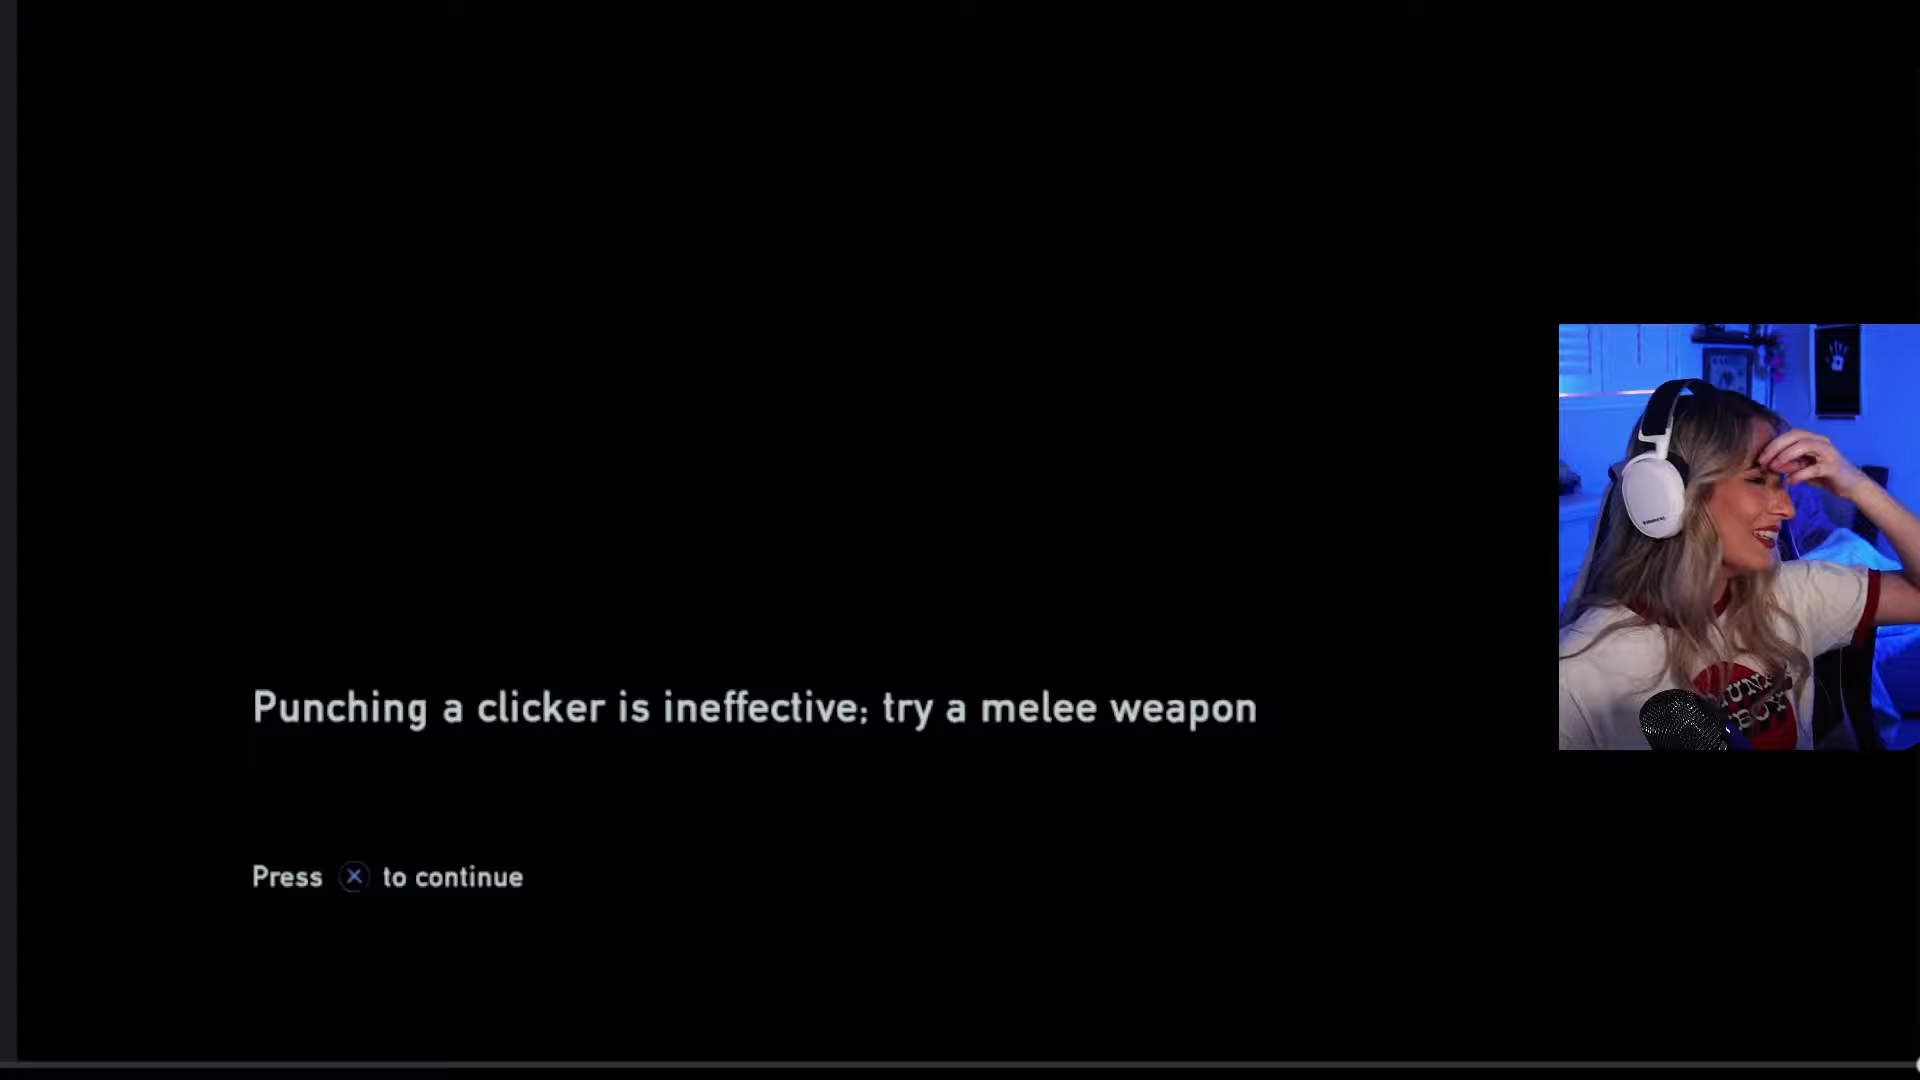 Punching a clicker is ineffective; try a melee weapon
Press ⓧ to continue